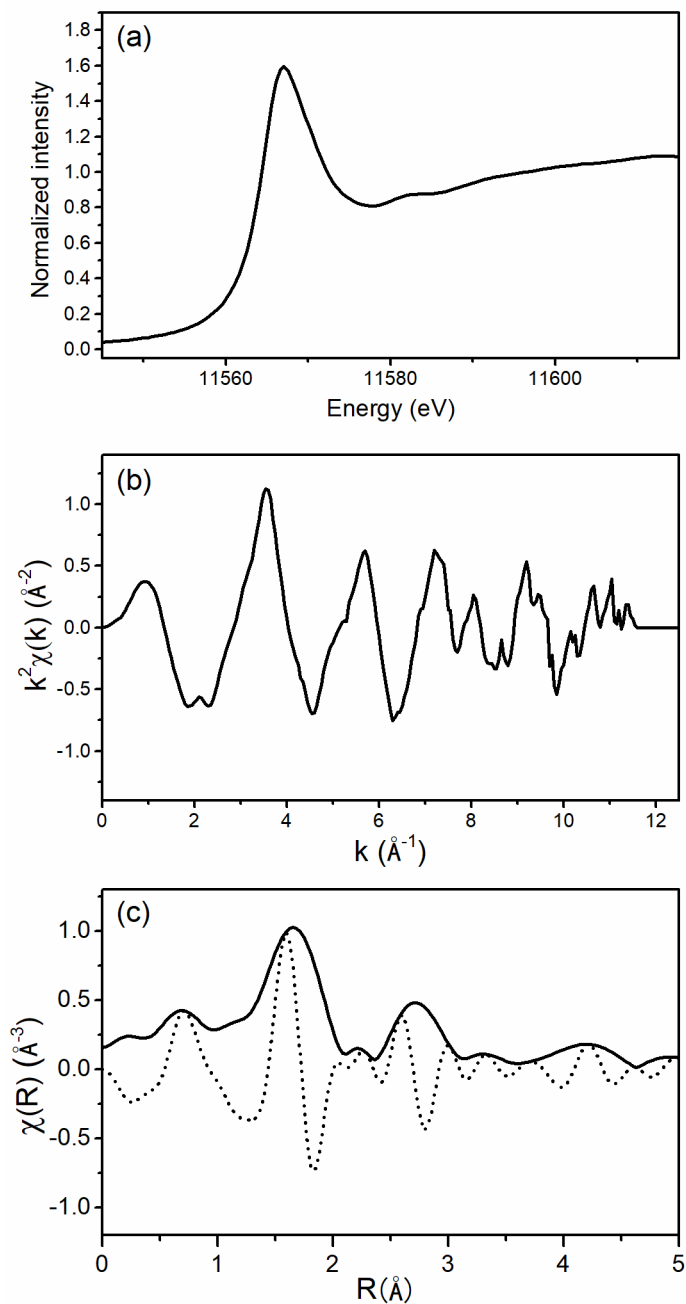 (a)
Normalized intensity
1.8
1.6
1.4
1.2
1.0
0.8
0.6
0.4
0.2
0.0
11560 11580 11600
Energy (eV)
(b)
k²χ(k) (Å⁻²)
1.0
0.5
0.0
-0.5
-1.0
0 2 4 6 8 10 12
k (Å⁻¹)
(c)
χ(R) (Å⁻³)
1.0
0.5
0.0
-0.5
-1.0
0 1 2 3 4 5
R(Å)